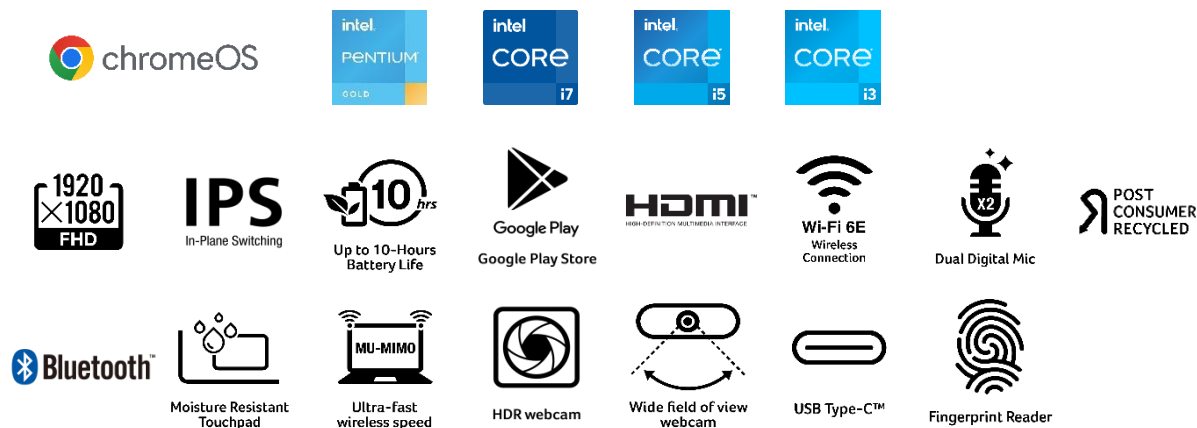 chromeOS
intel.
PENTIUM
GOLD
intel
CORE
i7
intel.
CORE
i5
intel.
CORE
i3
1920
×1080
FHD
IPS
In-Plane Switching
10
hrs
Up to 10-Hours
Battery Life
Google Play
Google Play Store
HDMI™
HIGH-DEFINITION MULTIMEDIA INTERFACE
Wi-Fi 6E
Wireless
Connection
X2
Dual Digital Mic
POST
CONSUMER
RECYCLED
Bluetooth™
Moisture Resistant
Touchpad
MU-MIMO
Ultra-fast
wireless speed
HDR webcam
Wide field of view
webcam
USB Type-C™
Fingerprint Reader